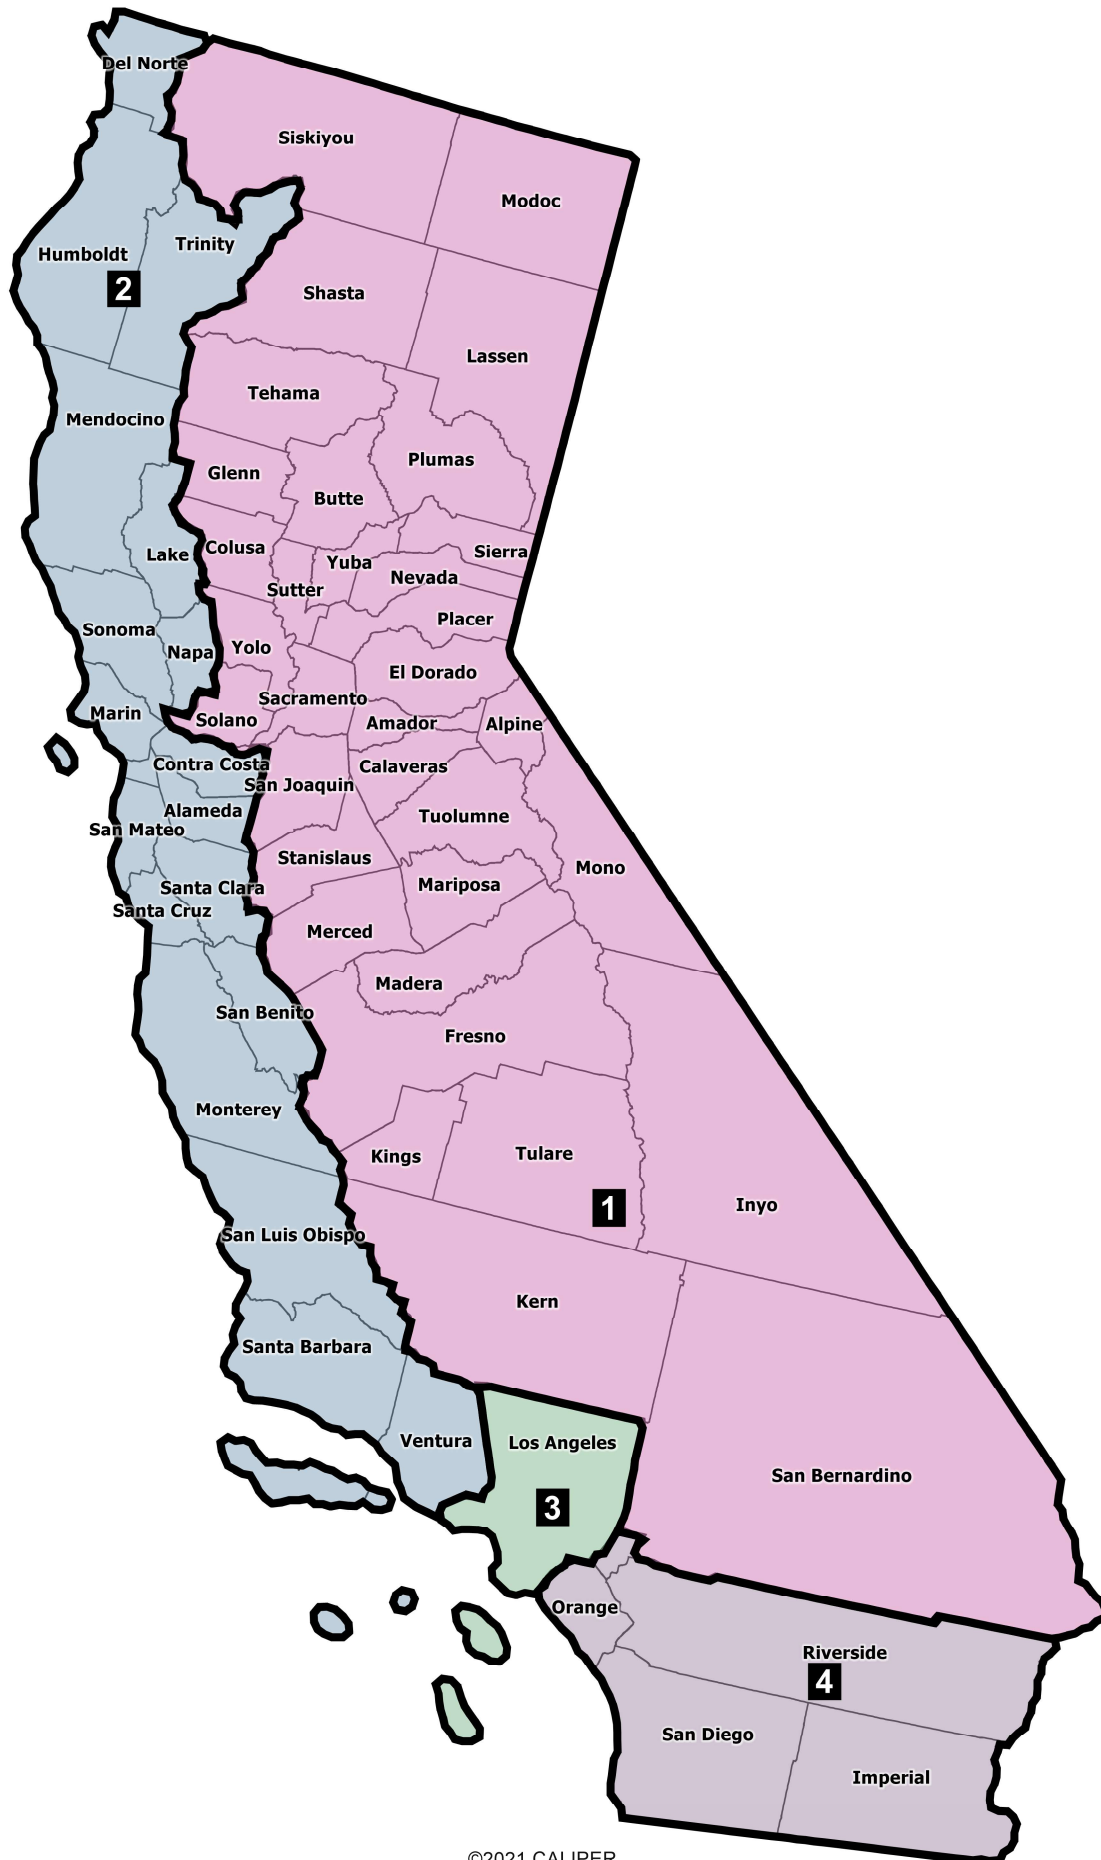 Del Norte
Siskiyou
Modoc
Humboldt
Trinity
2
Shasta
Lassen
Tehama
Mendocino
Plumas
Glenn
Butte
Colusa
Lake
Sierra
Yuba
Nevada
Sutter
Placer
Sonoma
Yolo
Napa
El Dorado
Sacramento
Marin
Solano
Amador
Alpine
Contra Costa
Calaveras
San Joaquin
Alameda
Tuolumne
San Mateo
Stanislaus
Mono
Mariposa
Santa Clara
Santa Cruz
Merced
Madera
San Benito
Fresno
Monterey
Kings
Tulare
1
Inyo
San Luis Obispo
Kern
Santa Barbara
Ventura
Los Angeles
San Bernardino
3
Orange
Riverside
4
San Diego
Imperial
©2021 CALIPER